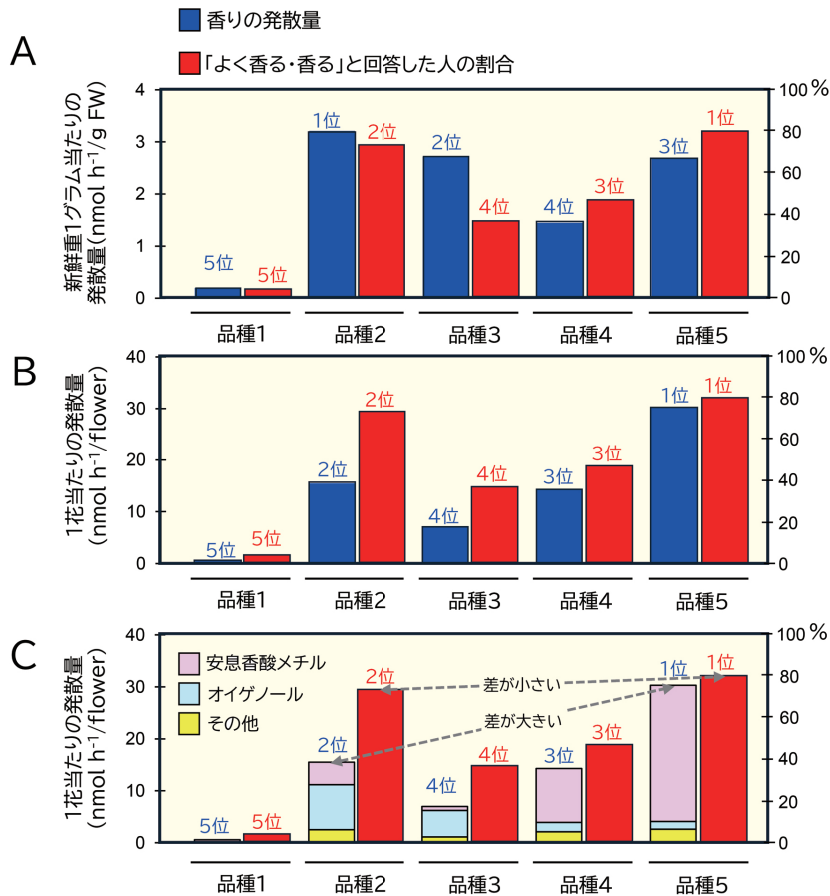 香りの発散量
「よく香る・香る」と回答した人の割合
A
新鮮重1グラム当たりの
発散量(nmol h⁻¹/g FW)
4
3
2
1
0
100 %
80
60
40
20
0
5位
5位
1位
2位
2位
4位
4位
3位
3位
1位
品種1
品種2
品種3
品種4
品種5
B
1花当たりの発散量
(nmol h⁻¹/flower)
40
30
20
10
0
100 %
80
60
40
20
0
5位
5位
2位
2位
4位
4位
3位
3位
1位
1位
品種1
品種2
品種3
品種4
品種5
C
1花当たりの発散量
(nmol h⁻¹/flower)
40
30
20
10
0
100 %
80
60
40
20
0
安息香酸メチル
オイゲノール
その他
差が小さい
差が大きい
5位
5位
2位
2位
4位
4位
3位
3位
1位
1位
品種1
品種2
品種3
品種4
品種5